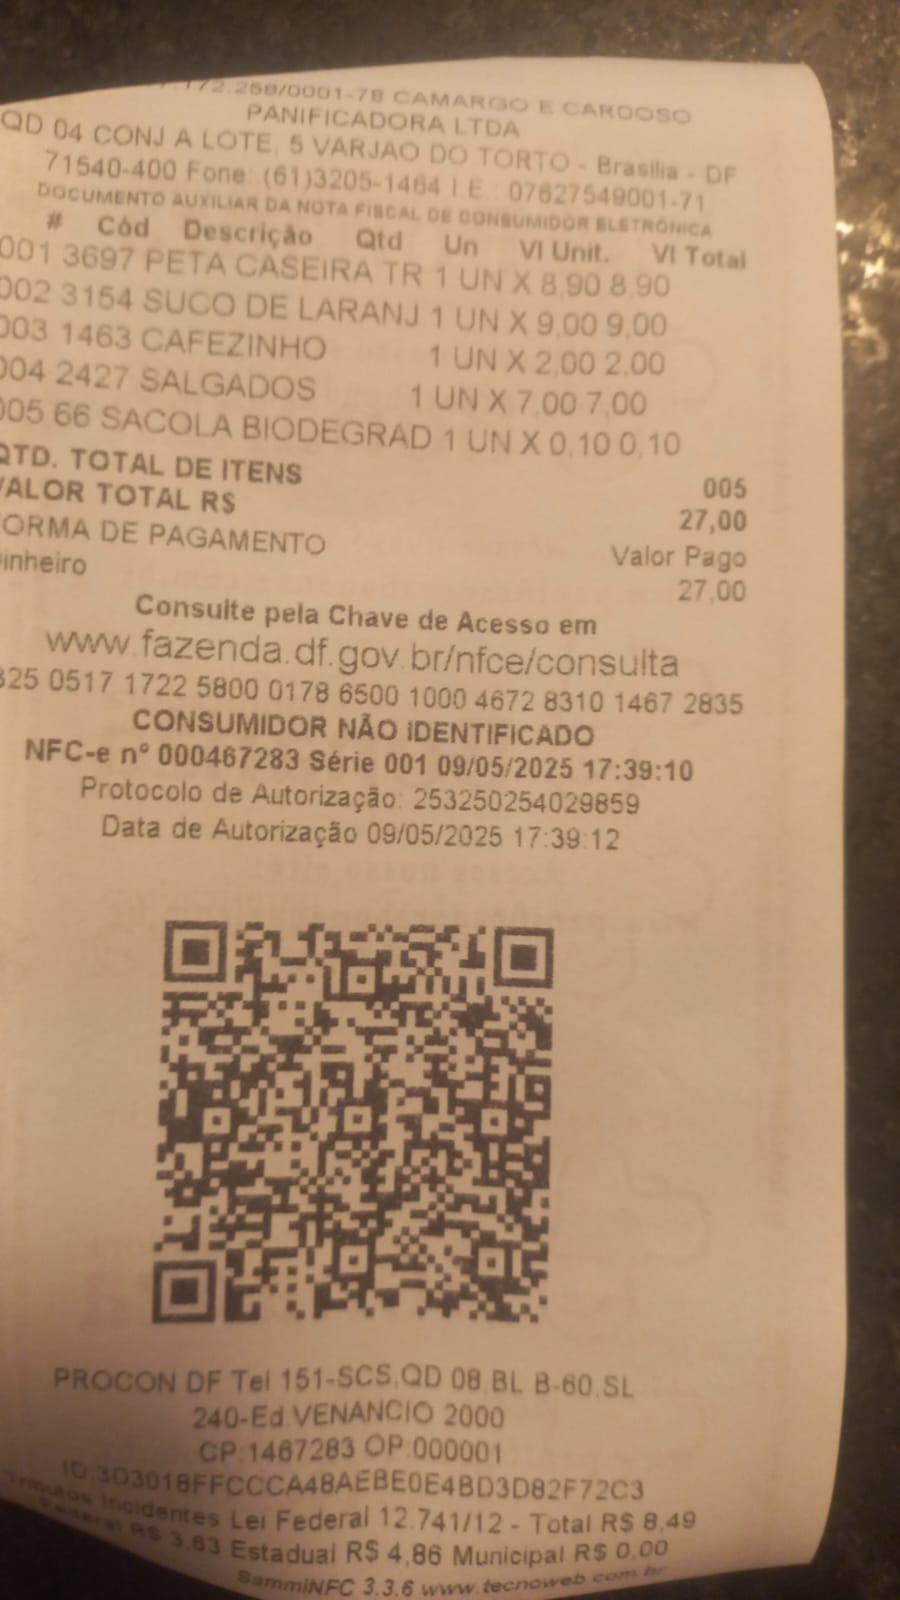 172.258/0001-78 CAMARGO E CARDOSO
PANIFICADORA LTDA
QD 04 CONJ A LOTE, 5 VARJAO DO TORTO - Brasilia - DF
71540-400 Fone: (61)3205-1464 I E.: 07627549001-71
DOCUMENTO AUXILIAR DA NOTA FISCAL DE CONSUMIDOR ELETRÔNICA
# Cód Descrição Qtd Un Vl Unit. Vl Total
001 3697 PETA CASEIRA TR 1 UN X 8,90 8,90
002 3154 SUCO DE LARANJ 1 UN X 9,00 9,00
003 1463 CAFEZINHO 1 UN X 2,00 2,00
004 2427 SALGADOS 1 UN X 7,00 7,00
005 66 SACOLA BIODEGRAD 1 UN X 0,10 0,10
QTD. TOTAL DE ITENS 005
VALOR TOTAL R$ 27,00
FORMA DE PAGAMENTO Valor Pago
Dinheiro 27,00
Consulte pela Chave de Acesso em
www.fazenda.df.gov.br/nfce/consulta
325 0517 1722 5800 0178 6500 1000 4672 8310 1467 2835
CONSUMIDOR NÃO IDENTIFICADO
NFC-e nº 000467283 Série 001 09/05/2025 17:39:10
Protocolo de Autorização: 253250254029859
Data de Autorização 09/05/2025 17:39:12
PROCON DF Tel 151-SCS,QD 08,BL B-60,SL
240-Ed.VENANCIO 2000
CP:1467283 OP:000001
ID:3D3018FFCCCA48AEBE0E4BD3D82F72C3
Tributos Incidentes Lei Federal 12.741/12 - Total R$ 8,49
Federal R$ 3,63 Estadual R$ 4,86 Municipal R$ 0,00
SammiNFC 3.3.6 www.tecnoweb.com.br